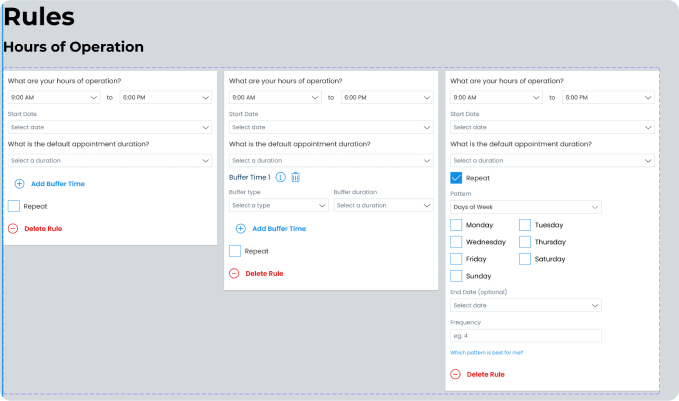 Rules
Hours of Operation
What are your hours of operation?
9:00 AM to 6:00 PM
Start Date
Select date
What is the default appointment duration?
Select a duration
Add Buffer Time
Repeat
Delete Rule
What are your hours of operation?
9:00 AM to 6:00 PM
Start Date
Select date
What is the default appointment duration?
Select a duration
Buffer Time 1
Buffer type Buffer duration
Select a type Select a duration
Add Buffer Time
Repeat
Delete Rule
What are your hours of operation?
9:00 AM to 6:00 PM
Start Date
Select date
What is the default appointment duration?
Select a duration
Repeat
Pattern
Days of Week
Monday Tuesday
Wednesday Thursday
Friday Saturday
Sunday
End Date (optional)
Select date
Frequency
eg. 4
Which pattern is best for me?
Delete Rule